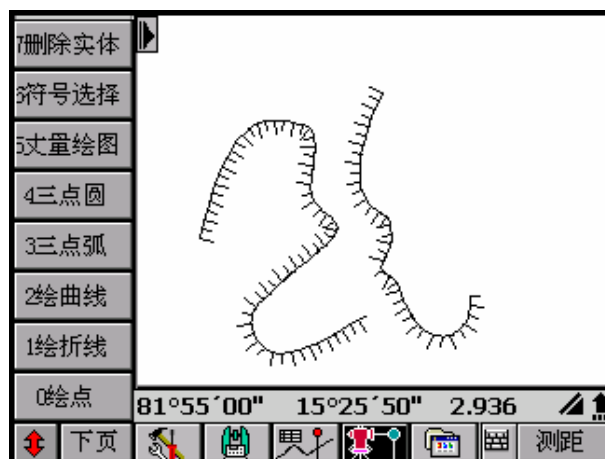 7删除实体
6符号选择
5丈量绘图
4三点圆
3三点弧
2绘曲线
1绘折线
0绘点
81°55´00" 15°25´50" 2.936
下页 测距